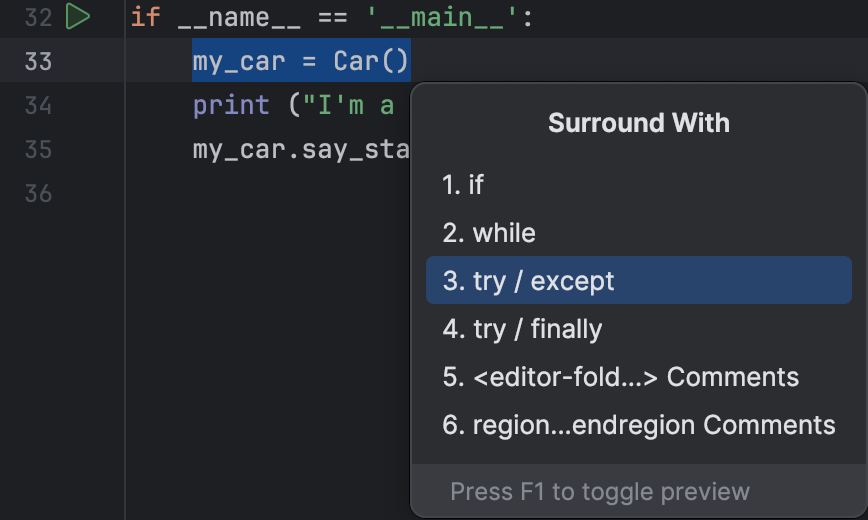 32 if __name__ == '__main__':
33 my_car = Car()
34 print ("I'm a
35 my_car.say_sta
36
Surround With
1. if
2. while
3. try / except
4. try / finally
5. <editor-fold...> Comments
6. region...endregion Comments
Press F1 to toggle preview